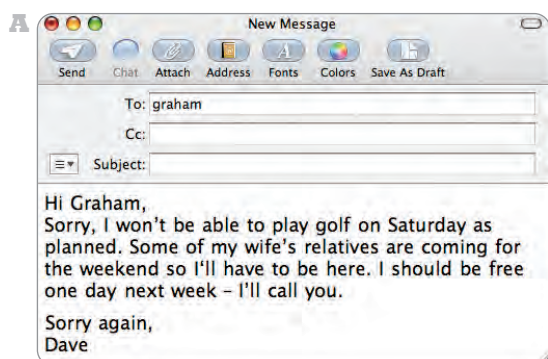 A
New Message
Send Chat Attach Address Fonts Colors Save As Draft
To: graham
Cc:
Subject:
Hi Graham,
Sorry, I won't be able to play golf on Saturday as
planned. Some of my wife's relatives are coming for
the weekend so I'll have to be here. I should be free
one day next week – I'll call you.
Sorry again,
Dave